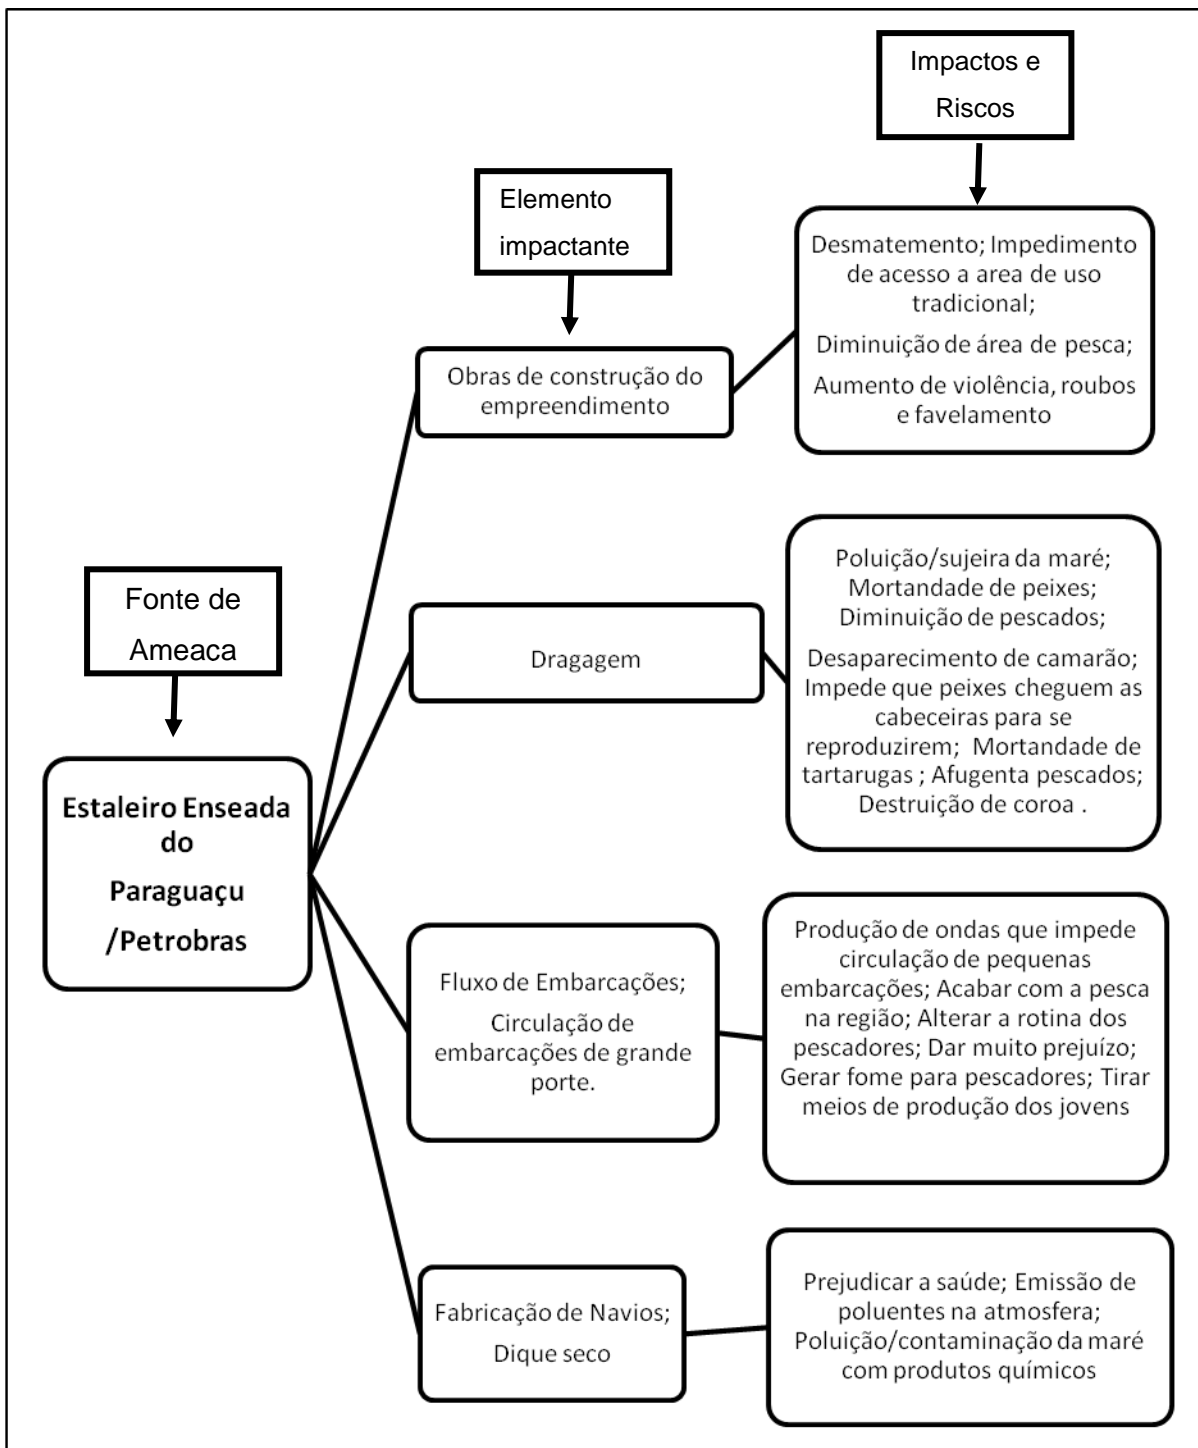 Impactos e
Riscos
Elemento
impactante
Desmatemento; Impedimento
de acesso a area de uso
tradicional;
Diminuição de área de pesca;
Aumento de violência, roubos
e favelamento
Obras de construção do
empreendimento
Fonte de
Ameaca
Poluição/sujeira da maré;
Mortandade de peixes;
Diminuição de pescados;
Desaparecimento de camarão;
Impede que peixes cheguem as
cabeceiras para se
reproduzirem; Mortandade de
tartarugas ; Afugenta pescados;
Destruição de coroa .
Dragagem
Estaleiro Enseada
do
Paraguaçu
/Petrobras
Fluxo de Embarcações;
Circulação de
embarcações de grande
porte.
Produção de ondas que impede
circulação de pequenas
embarcações; Acabar com a pesca
na região; Alterar a rotina dos
pescadores; Dar muito prejuízo;
Gerar fome para pescadores; Tirar
meios de produção dos jovens
Fabricação de Navios;
Dique seco
Prejudicar a saúde; Emissão de
poluentes na atmosfera;
Poluição/contaminação da maré
com produtos químicos